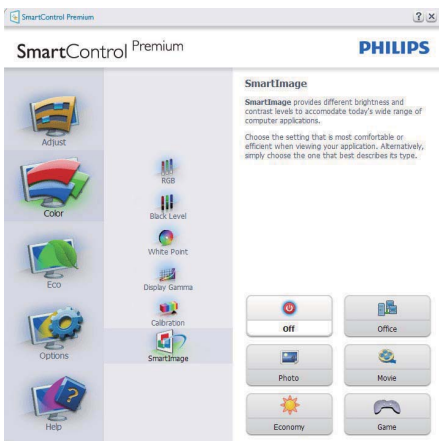 SmartControl Premium
SmartControl Premium
PHILIPS
Adjust
Color
Eco
Options
Help
RGB
Black Level
White Point
Display Gamma
Calibration
SmartImage
SmartImage
SmartImage provides different brightness and
contrast levels to accomodate today's wide range of
computer applications.
Choose the setting that is most comfortable or
efficient when viewing your application. Alternatively,
simply choose the one that best describes its type.
Off
Office
Photo
Movie
Economy
Game